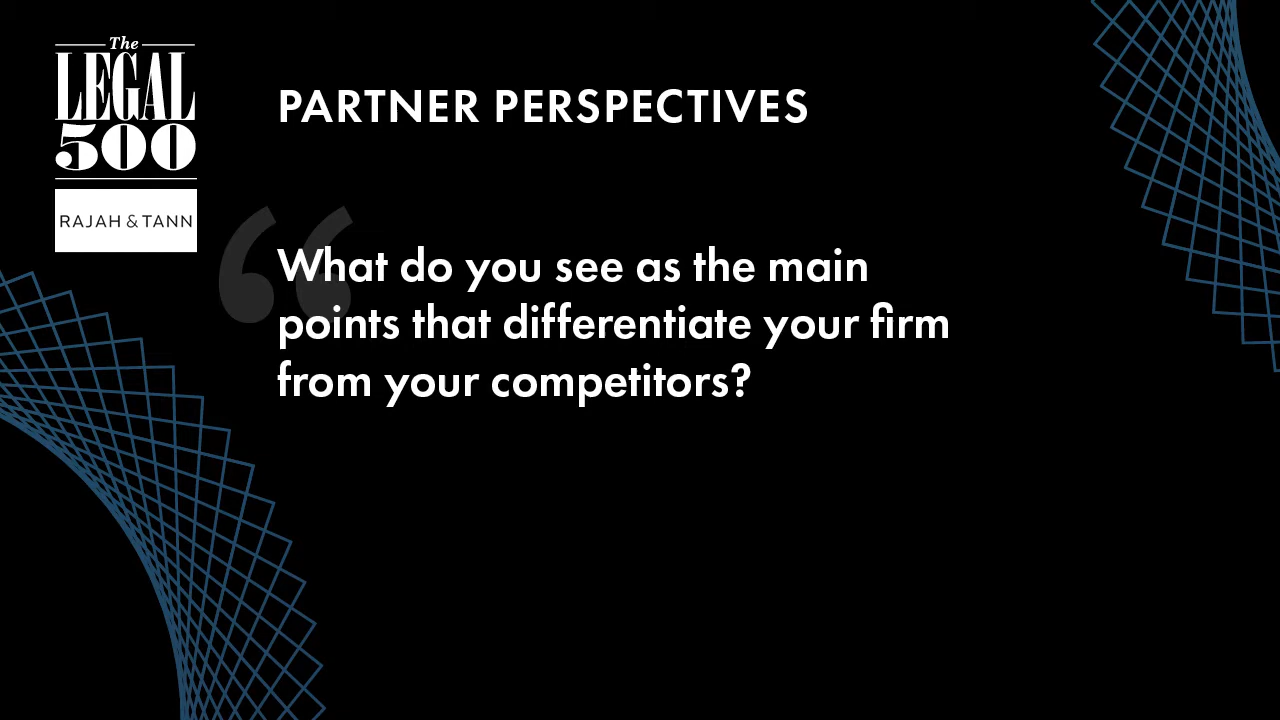 The
LEGAL
500
RAJAH & TANN
PARTNER PERSPECTIVES
“
What do you see as the main
points that differentiate your firm
from your competitors?